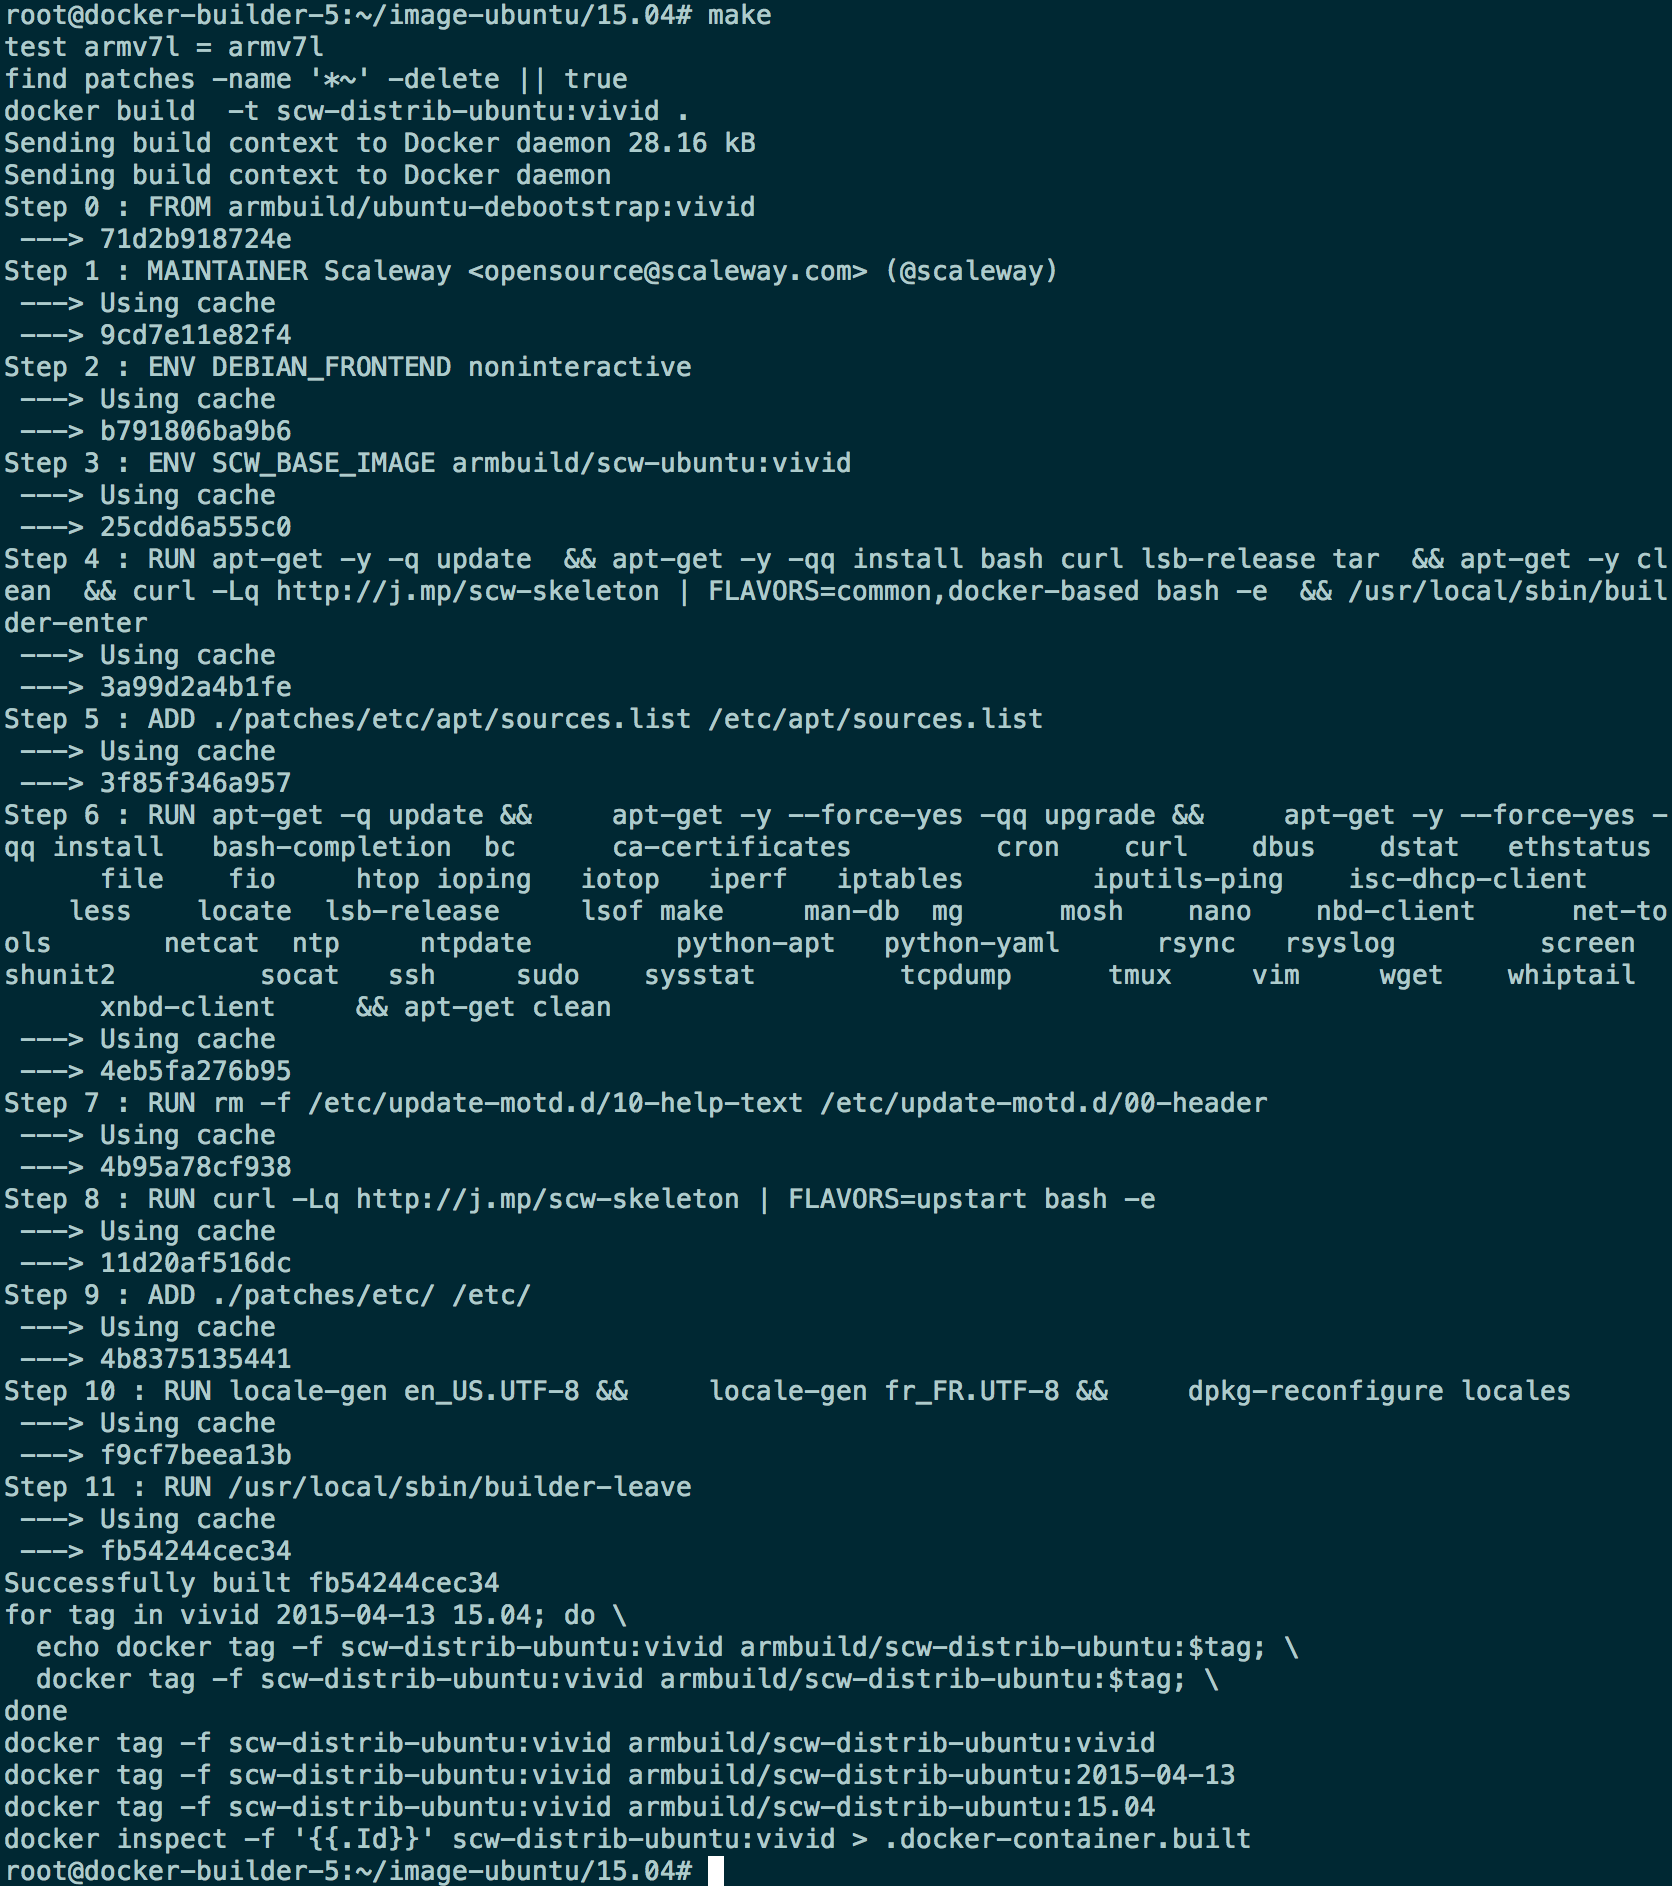 root@docker-builder-5:~/image-ubuntu/15.04# make
test armv7l = armv7l
find patches -name '*~' -delete || true
docker build  -t scw-distrib-ubuntu:vivid .
Sending build context to Docker daemon 28.16 kB
Sending build context to Docker daemon
Step 0 : FROM armbuild/ubuntu-debootstrap:vivid
 ---> 71d2b918724e
Step 1 : MAINTAINER Scaleway <opensource@scaleway.com> (@scaleway)
 ---> Using cache
 ---> 9cd7e11e82f4
Step 2 : ENV DEBIAN_FRONTEND noninteractive
 ---> Using cache
 ---> b791806ba9b6
Step 3 : ENV SCW_BASE_IMAGE armbuild/scw-ubuntu:vivid
 ---> Using cache
 ---> 25cdd6a555c0
Step 4 : RUN apt-get -y -q update  && apt-get -y -qq install bash curl lsb-release tar  && apt-get -y cl
ean  && curl -Lq http://j.mp/scw-skeleton | FLAVORS=common,docker-based bash -e  && /usr/local/sbin/buil
der-enter
 ---> Using cache
 ---> 3a99d2a4b1fe
Step 5 : ADD ./patches/etc/apt/sources.list /etc/apt/sources.list
 ---> Using cache
 ---> 3f85f346a957
Step 6 : RUN apt-get -q update &&     apt-get -y --force-yes -qq upgrade &&     apt-get -y --force-yes -
qq install   bash-completion  bc      ca-certificates         cron    curl    dbus    dstat   ethstatus
      file    fio     htop ioping   iotop   iperf   iptables        iputils-ping    isc-dhcp-client
    less    locate  lsb-release     lsof make     man-db  mg      mosh    nano    nbd-client      net-to
ols       netcat  ntp     ntpdate         python-apt   python-yaml      rsync   rsyslog         screen
shunit2         socat   ssh     sudo    sysstat         tcpdump      tmux     vim     wget    whiptail
      xnbd-client     && apt-get clean
 ---> Using cache
 ---> 4eb5fa276b95
Step 7 : RUN rm -f /etc/update-motd.d/10-help-text /etc/update-motd.d/00-header
 ---> Using cache
 ---> 4b95a78cf938
Step 8 : RUN curl -Lq http://j.mp/scw-skeleton | FLAVORS=upstart bash -e
 ---> Using cache
 ---> 11d20af516dc
Step 9 : ADD ./patches/etc/ /etc/
 ---> Using cache
 ---> 4b8375135441
Step 10 : RUN locale-gen en_US.UTF-8 &&     locale-gen fr_FR.UTF-8 &&     dpkg-reconfigure locales
 ---> Using cache
 ---> f9cf7beea13b
Step 11 : RUN /usr/local/sbin/builder-leave
 ---> Using cache
 ---> fb54244cec34
Successfully built fb54244cec34
for tag in vivid 2015-04-13 15.04; do \
  echo docker tag -f scw-distrib-ubuntu:vivid armbuild/scw-distrib-ubuntu:$tag; \
  docker tag -f scw-distrib-ubuntu:vivid armbuild/scw-distrib-ubuntu:$tag; \
done
docker tag -f scw-distrib-ubuntu:vivid armbuild/scw-distrib-ubuntu:vivid
docker tag -f scw-distrib-ubuntu:vivid armbuild/scw-distrib-ubuntu:2015-04-13
docker tag -f scw-distrib-ubuntu:vivid armbuild/scw-distrib-ubuntu:15.04
docker inspect -f '{{.Id}}' scw-distrib-ubuntu:vivid > .docker-container.built
root@docker-builder-5:~/image-ubuntu/15.04#